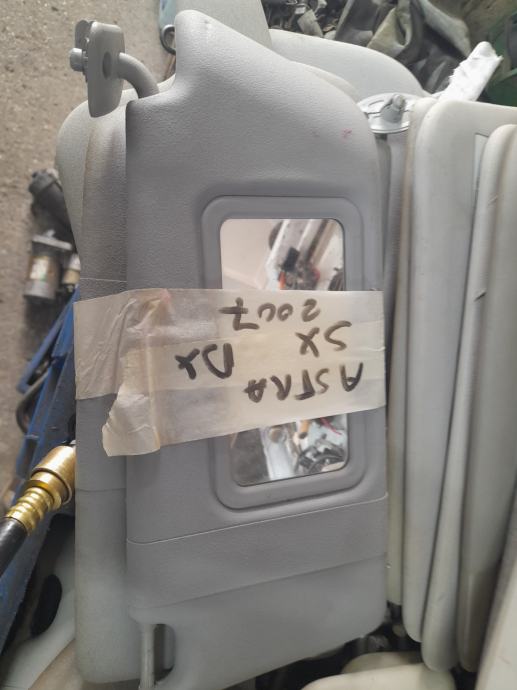 ASTRA DX
SX
2007